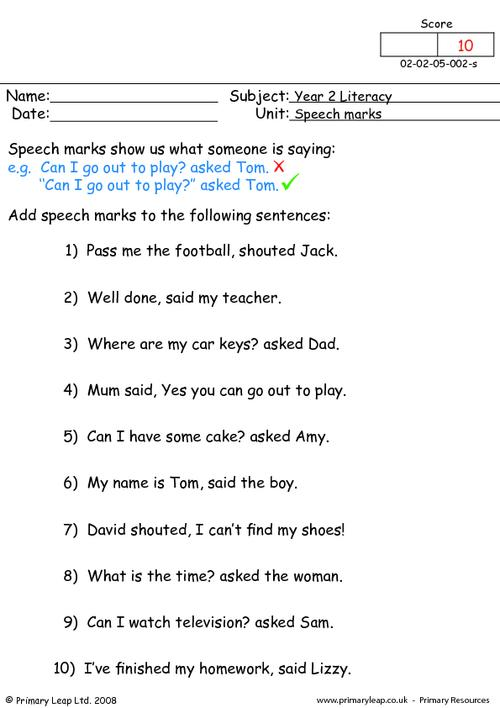 Score
10
02-02-05-002-s
Name: Subject: Year 2 Literacy
Date: Unit: Speech marks
Speech marks show us what someone is saying:
e.g. Can I go out to play? asked Tom. ✗
“Can I go out to play?” asked Tom. ✓
Add speech marks to the following sentences:
1) Pass me the football, shouted Jack.
2) Well done, said my teacher.
3) Where are my car keys? asked Dad.
4) Mum said, Yes you can go out to play.
5) Can I have some cake? asked Amy.
6) My name is Tom, said the boy.
7) David shouted, I can’t find my shoes!
8) What is the time? asked the woman.
9) Can I watch television? asked Sam.
10) I’ve finished my homework, said Lizzy.
© Primary Leap Ltd. 2008 www.primaryleap.co.uk - Primary Resources